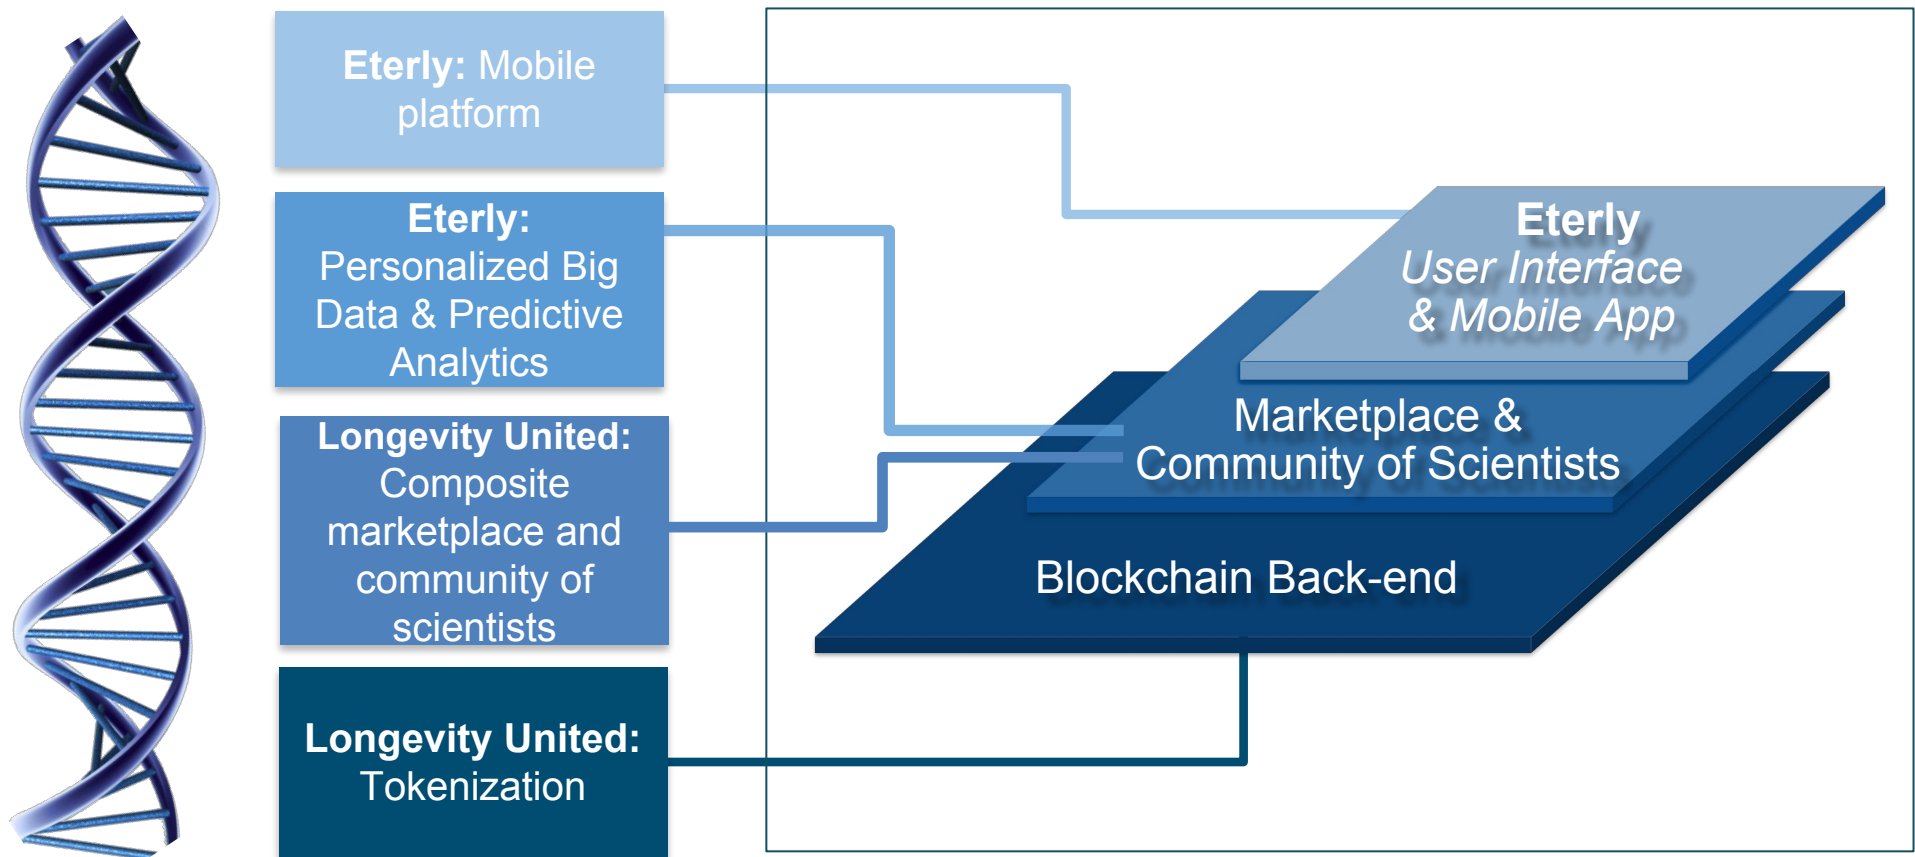 Eterly: Mobile
platform
Eterly:
Personalized Big
Data & Predictive
Analytics
Longevity United:
Composite
marketplace and
community of
scientists
Longevity United:
Tokenization
Eterly
User Interface
& Mobile App
Marketplace &
Community of Scientists
Blockchain Back-end